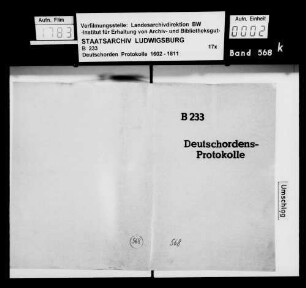 Aufn. Film
1783
Verfilmungsstelle: Landesarchivdirektion BW
-Institut für Erhaltung von Archiv- und Bibliotheksgut-
STAATSARCHIV LUDWIGSBURG
B 233 17x
Deutschorden Protokolle 1602 - 1811
Aufn. Einheit
0002
Band 568 k
B 233
Deutschordens-
Protokolle
Umschlag
568